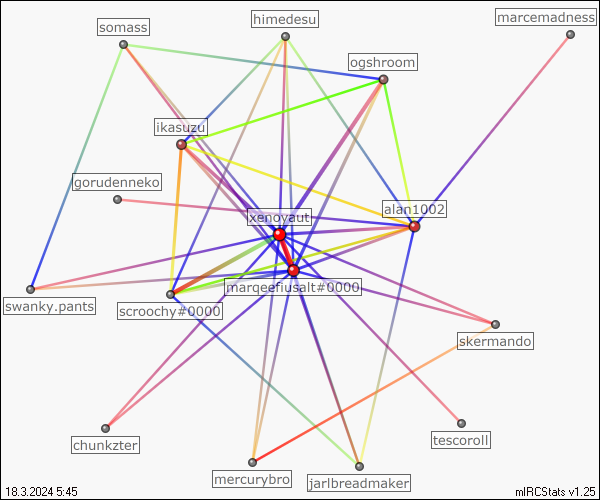 himedesu
marcemadness
somass
ogshroom
ikasuzu
gorudenneko
alan1002
xenoyaut
marqeefiusalt#0000
swanky.pants
scroochy#0000
skermando
chunkzter
tescoroll
mercurybro
jarlbreadmaker
18.3.2024 5:45
mIRCStats v1.25